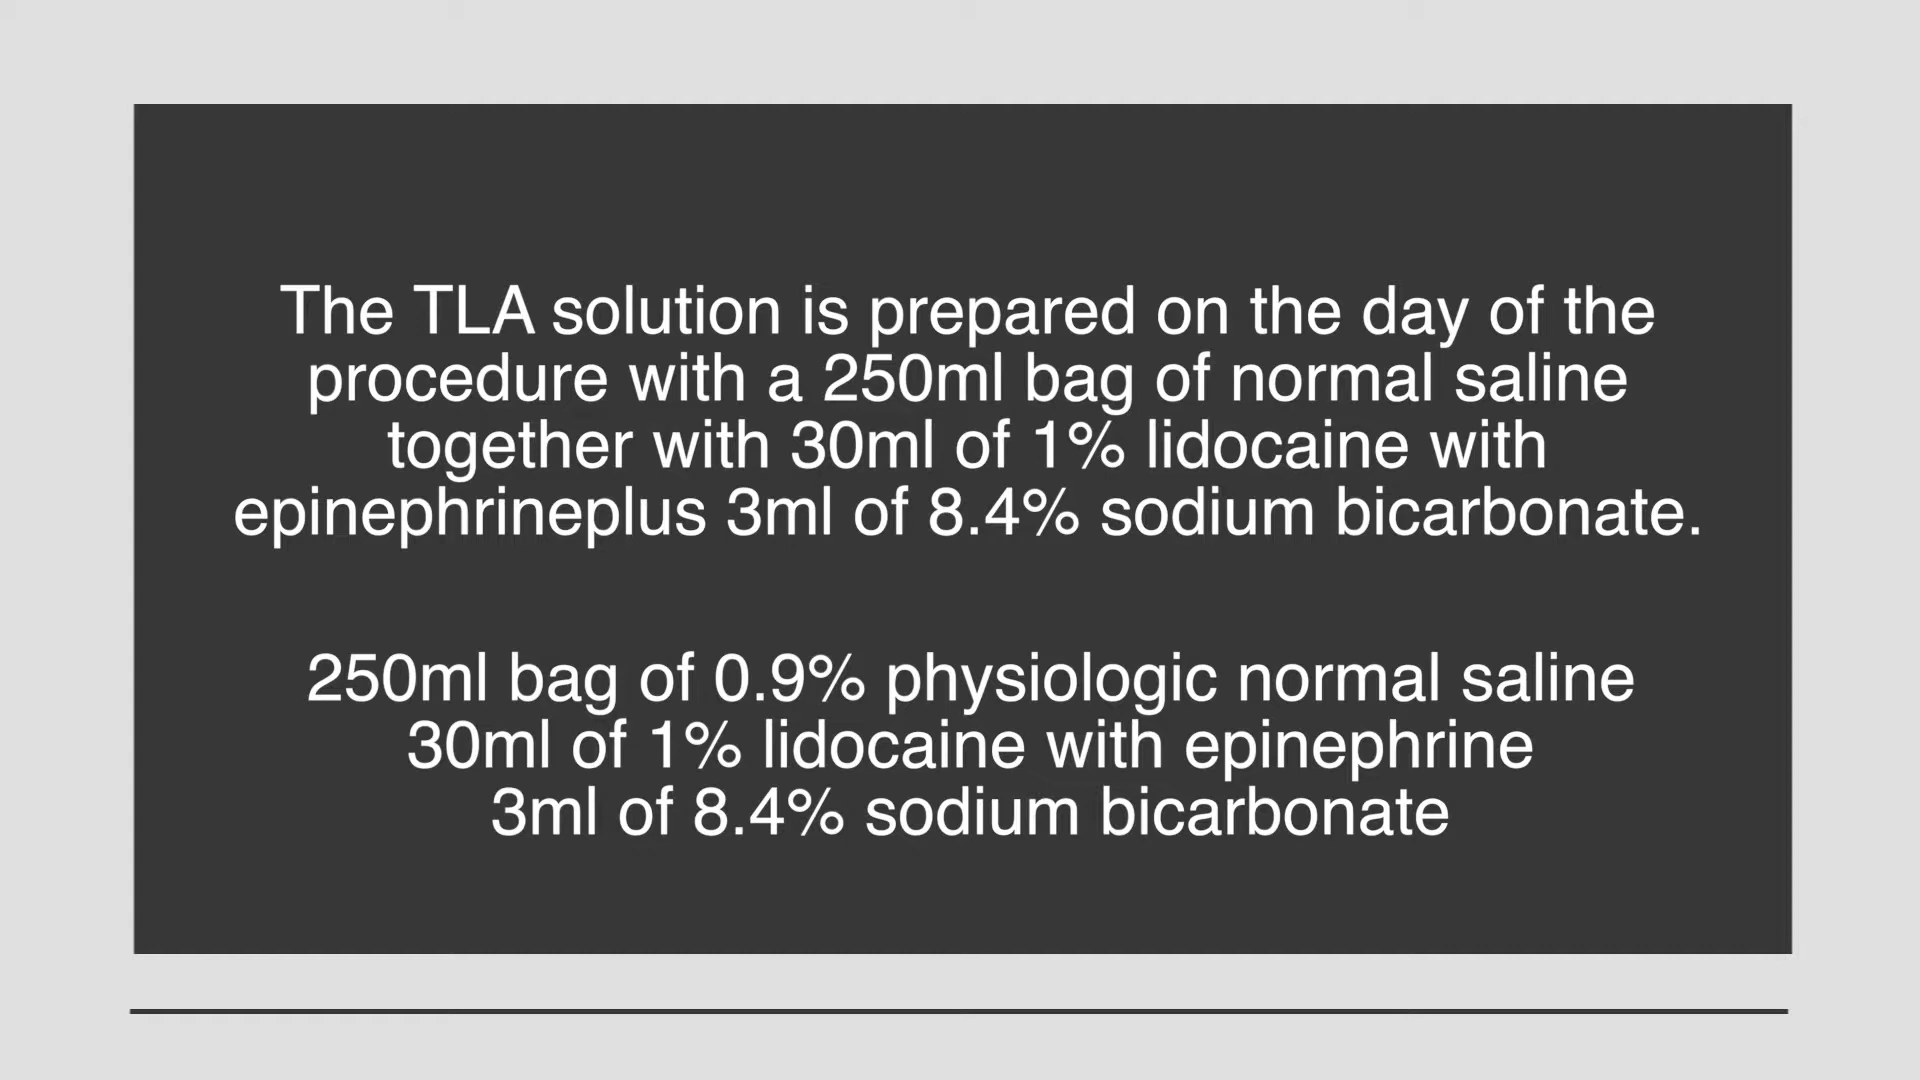 The TLA solution is prepared on the day of the
procedure with a 250ml bag of normal saline
together with 30ml of 1% lidocaine with
epinephrineplus 3ml of 8.4% sodium bicarbonate.
250ml bag of 0.9% physiologic normal saline
30ml of 1% lidocaine with epinephrine
3ml of 8.4% sodium bicarbonate